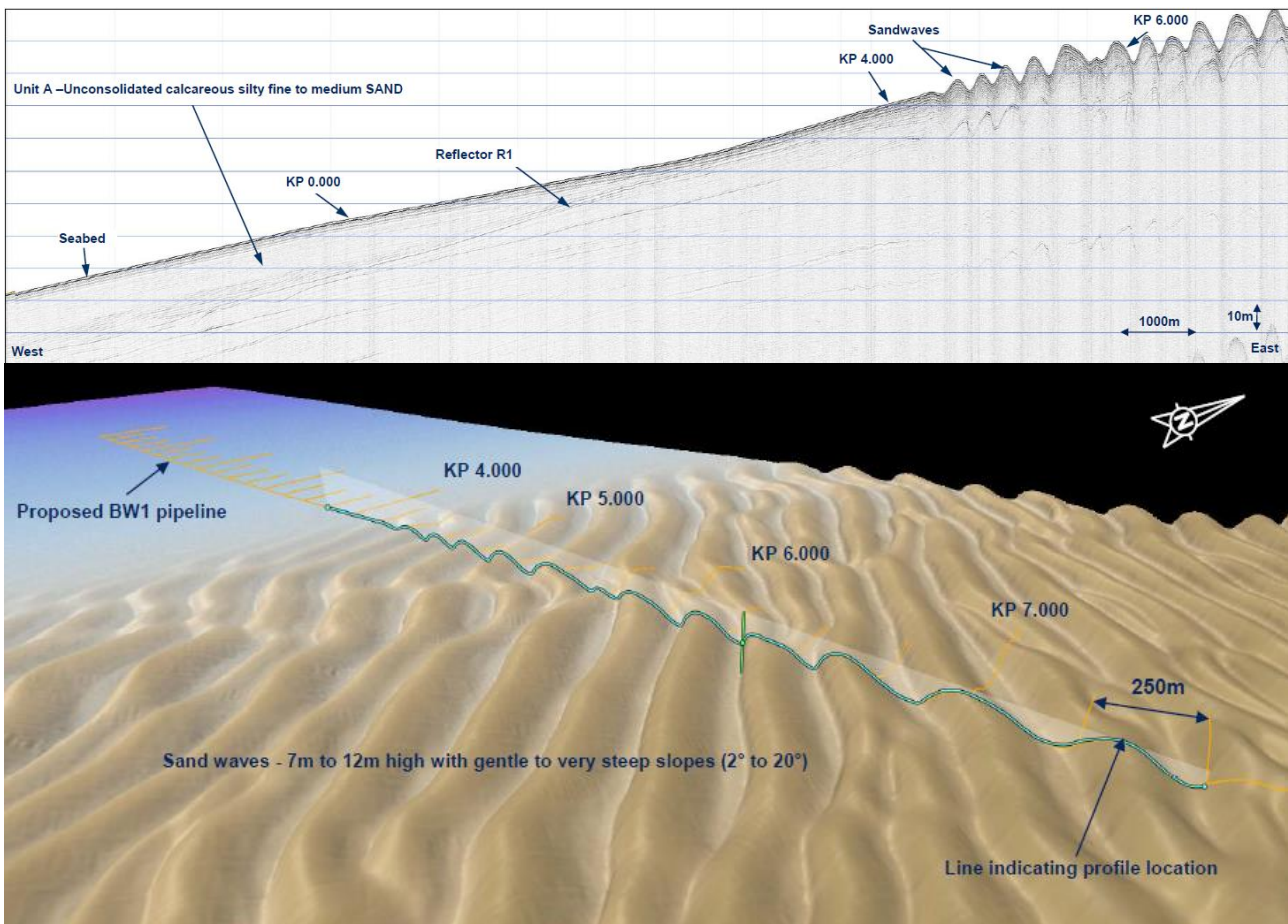 KP 6.000
Sandwaves
KP 4.000
Unit A –Unconsolidated calcareous silty fine to medium SAND
Reflector R1
KP 0.000
Seabed
1000m
10m
West
East
N
KP 4.000
KP 5.000
Proposed BW1 pipeline
KP 6.000
KP 7.000
250m
Sand waves - 7m to 12m high with gentle to very steep slopes (2° to 20°)
Line indicating profile location